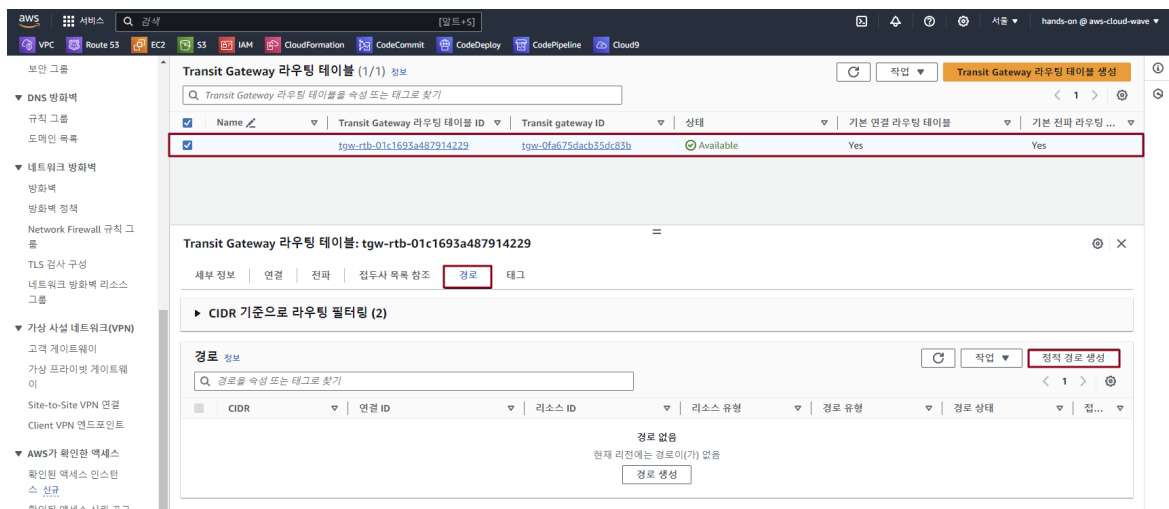 aws 서비스 검색 [알트+S] 서울 ▼ hands-on @ aws-cloud-wave ▼
VPC Route 53 EC2 S3 IAM CloudFormation CodeCommit CodeDeploy CodePipeline Cloud9
보안 그룹
▼ DNS 방화벽
규칙 그룹
도메인 목록
▼ 네트워크 방화벽
방화벽
방화벽 정책
Network Firewall 규칙 그
룹
TLS 검사 구성
네트워크 방화벽 리소스
그룹
▼ 가상 사설 네트워크(VPN)
고객 게이트웨이
가상 프라이빗 게이트웨
이
Site-to-Site VPN 연결
Client VPN 엔드포인트
▼ AWS가 확인한 액세스
확인된 액세스 인스턴
스 신규
Transit Gateway 라우팅 테이블 (1/1) 정보
작업 ▼ Transit Gateway 라우팅 테이블 생성
Transit Gateway 라우팅 테이블을 속성 또는 태그로 찾기
< 1 >
Name Transit Gateway 라우팅 테이블 ID Transit gateway ID 상태 기본 연결 라우팅 테이블 기본 전파 라우팅 ...
tgw-rtb-01c1693a487914229 tgw-0fa675dacb35dc83b Available Yes Yes
Transit Gateway 라우팅 테이블: tgw-rtb-01c1693a487914229
세부 정보 연결 전파 접두사 목록 참조 경로 태그
▶ CIDR 기준으로 라우팅 필터링 (2)
경로 정보
작업 ▼ 정적 경로 생성
경로을 속성 또는 태그로 찾기
< 1 >
CIDR 연결 ID 리소스 ID 리소스 유형 경로 유형 경로 상태 접...
경로 없음
현재 리전에는 경로이(가) 없음
경로 생성